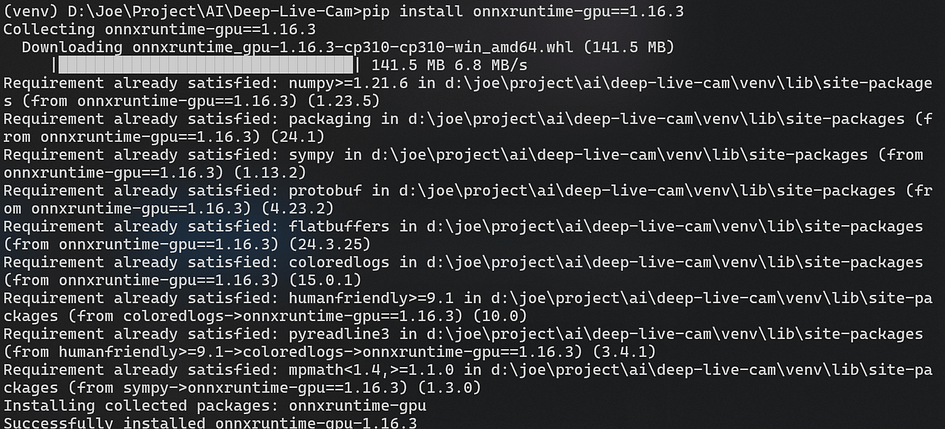 (venv) D:\Joe\Project\AI\Deep-Live-Cam>pip install onnxruntime-gpu==1.16.3
Collecting onnxruntime-gpu==1.16.3
  Downloading onnxruntime_gpu-1.16.3-cp310-cp310-win_amd64.whl (141.5 MB)
     |████████████████████████████████| 141.5 MB 6.8 MB/s
Requirement already satisfied: numpy>=1.21.6 in d:\joe\project\ai\deep-live-cam\venv\lib\site-package
s (from onnxruntime-gpu==1.16.3) (1.23.5)
Requirement already satisfied: packaging in d:\joe\project\ai\deep-live-cam\venv\lib\site-packages (f
rom onnxruntime-gpu==1.16.3) (24.1)
Requirement already satisfied: sympy in d:\joe\project\ai\deep-live-cam\venv\lib\site-packages (from
onnxruntime-gpu==1.16.3) (1.13.2)
Requirement already satisfied: protobuf in d:\joe\project\ai\deep-live-cam\venv\lib\site-packages (fr
om onnxruntime-gpu==1.16.3) (4.23.2)
Requirement already satisfied: flatbuffers in d:\joe\project\ai\deep-live-cam\venv\lib\site-packages
(from onnxruntime-gpu==1.16.3) (24.3.25)
Requirement already satisfied: coloredlogs in d:\joe\project\ai\deep-live-cam\venv\lib\site-packages
(from onnxruntime-gpu==1.16.3) (15.0.1)
Requirement already satisfied: humanfriendly>=9.1 in d:\joe\project\ai\deep-live-cam\venv\lib\site-pa
ckages (from coloredlogs->onnxruntime-gpu==1.16.3) (10.0)
Requirement already satisfied: pyreadline3 in d:\joe\project\ai\deep-live-cam\venv\lib\site-packages
(from humanfriendly>=9.1->coloredlogs->onnxruntime-gpu==1.16.3) (3.4.1)
Requirement already satisfied: mpmath<1.4,>=1.1.0 in d:\joe\project\ai\deep-live-cam\venv\lib\site-pa
ckages (from sympy->onnxruntime-gpu==1.16.3) (1.3.0)
Installing collected packages: onnxruntime-gpu
Successfully installed onnxruntime-gpu-1.16.3